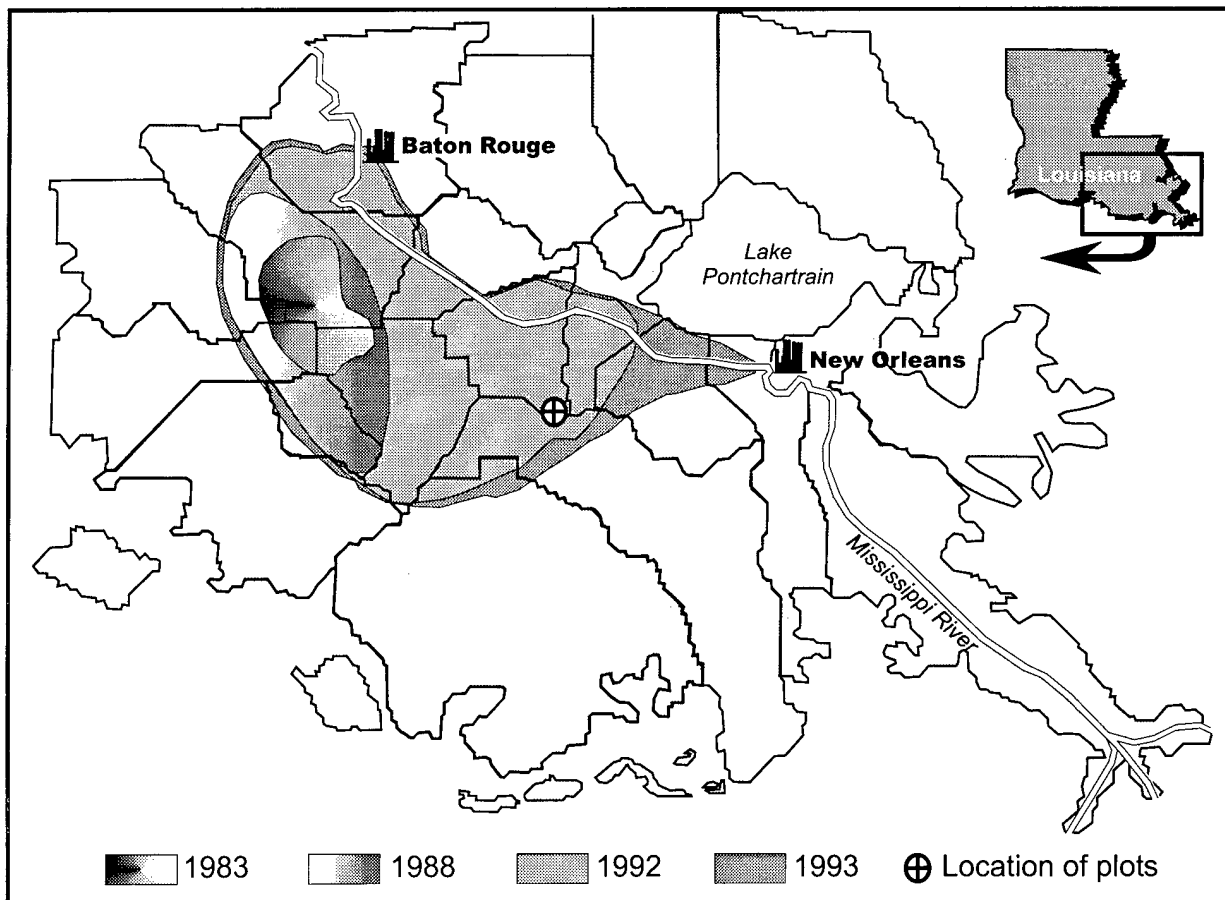 Baton Rouge
Louisiana
Lake
Pontchartrain
New Orleans
Mississippi River
1983
1988
1992
1993
Location of plots